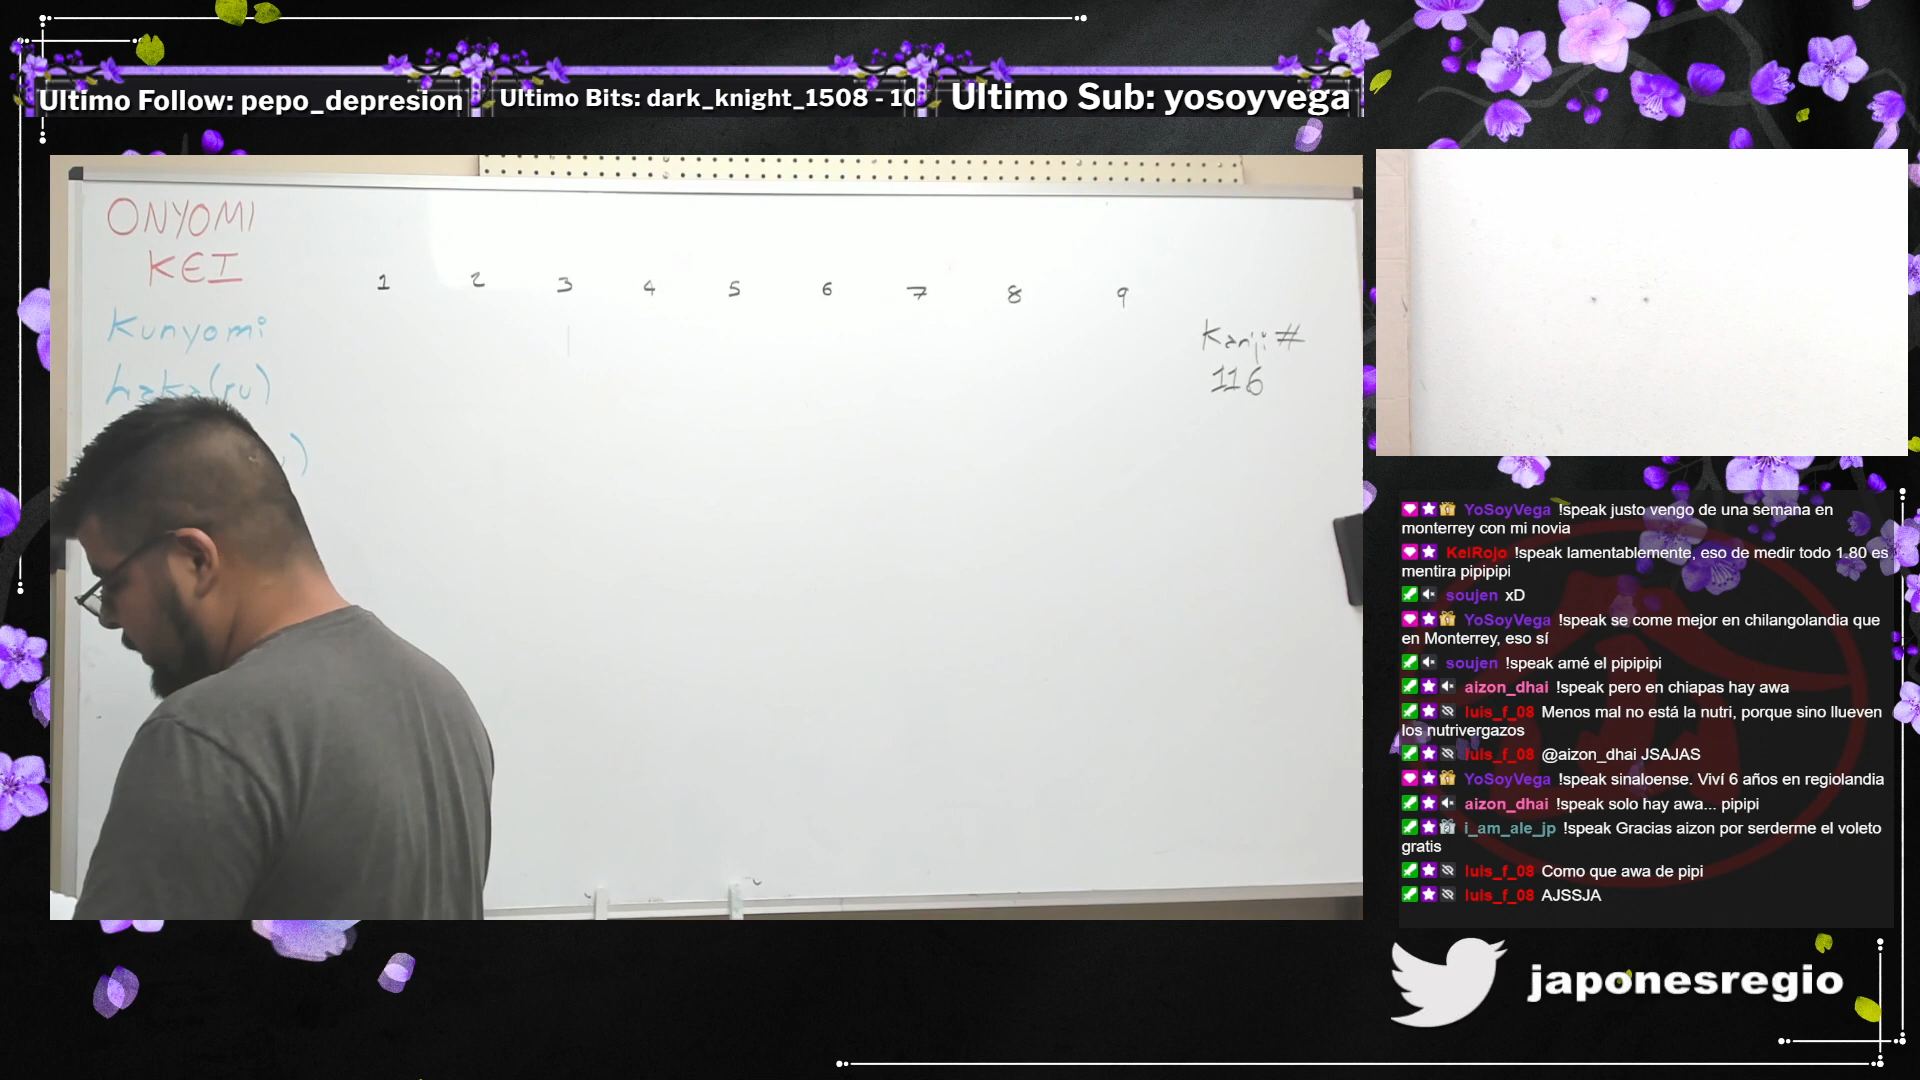 Ultimo Follow: pepo_depresion
Ultimo Bits: dark_knight_1508 - 10
Ultimo Sub: yosoyvega
ONYOMI
KEI
Kunyomi
haka(ru)
)
1 2 3 4 5 6 7 8 9
Kanji #
116
YoSoyVega !speak justo vengo de una semana en
monterrey con mi novia
KelRojo !speak lamentablemente, eso de medir todo 1.80 es
mentira pipipipi
soujen xD
YoSoyVega !speak se come mejor en chilangolandia que
en Monterrey, eso sí
soujen !speak amé el pipipipi
aizon_dhai !speak pero en chiapas hay awa
luis_f_08 Menos mal no está la nutri, porque sino llueven
los nutrivergazos
luis_f_08 @aizon_dhai JSAJAS
YoSoyVega !speak sinaloense. Viví 6 años en regiolandia
aizon_dhai !speak solo hay awa... pipipi
i_am_ale_jp !speak Gracias aizon por serderme el voleto
gratis
luis_f_08 Como que awa de pipi
luis_f_08 AJSSJA
japonesregio